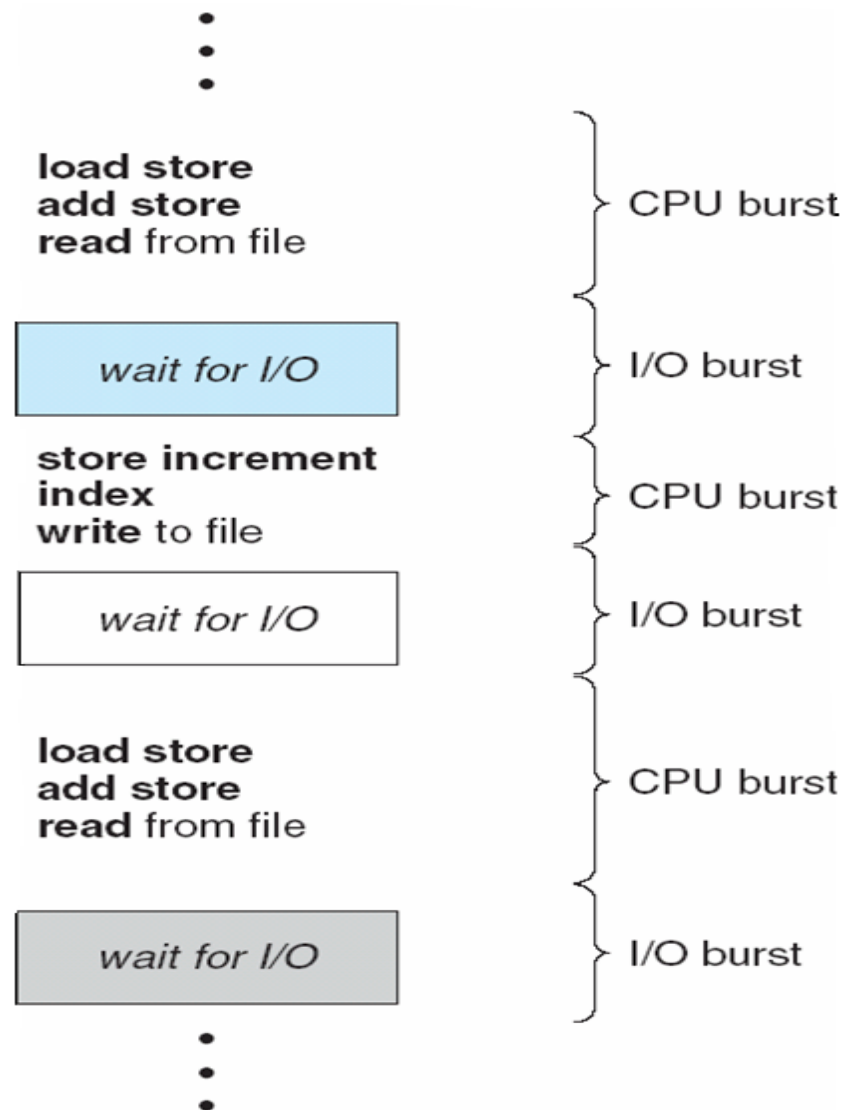 load store
add store
read from file
CPU burst
wait for I/O
I/O burst
store increment
index
write to file
CPU burst
wait for I/O
I/O burst
load store
add store
read from file
CPU burst
wait for I/O
I/O burst